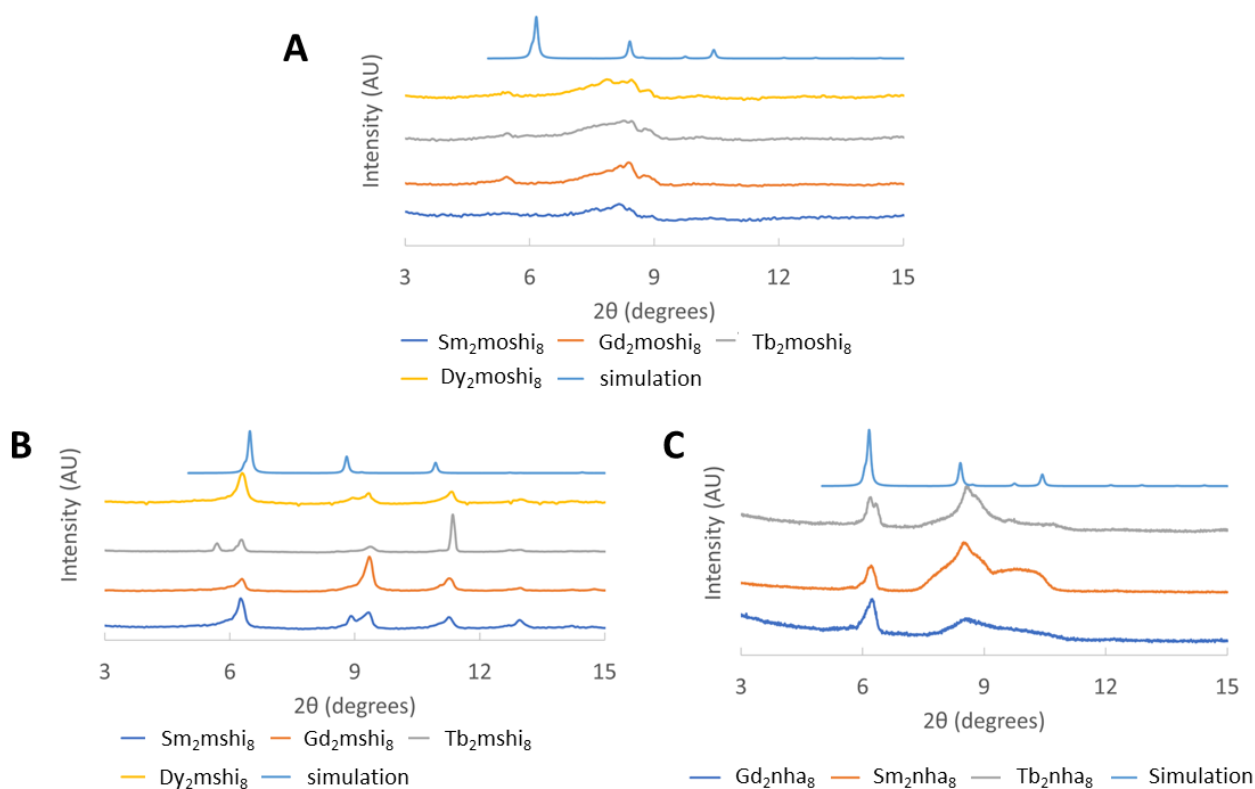 A
Intensity (AU)
3 6 9 12 15
2θ (degrees)
Sm₂moshi₈ Gd₂moshi₈ Tb₂moshi₈
Dy₂moshi₈ simulation
B
Intensity (AU)
3 6 9 12 15
2θ (degrees)
Sm₂mshi₈ Gd₂mshi₈ Tb₂mshi₈
Dy₂mshi₈ simulation
C
Intensity (AU)
3 6 9 12 15
2θ (degrees)
Gd₂nha₈ Sm₂nha₈ Tb₂nha₈ Simulation